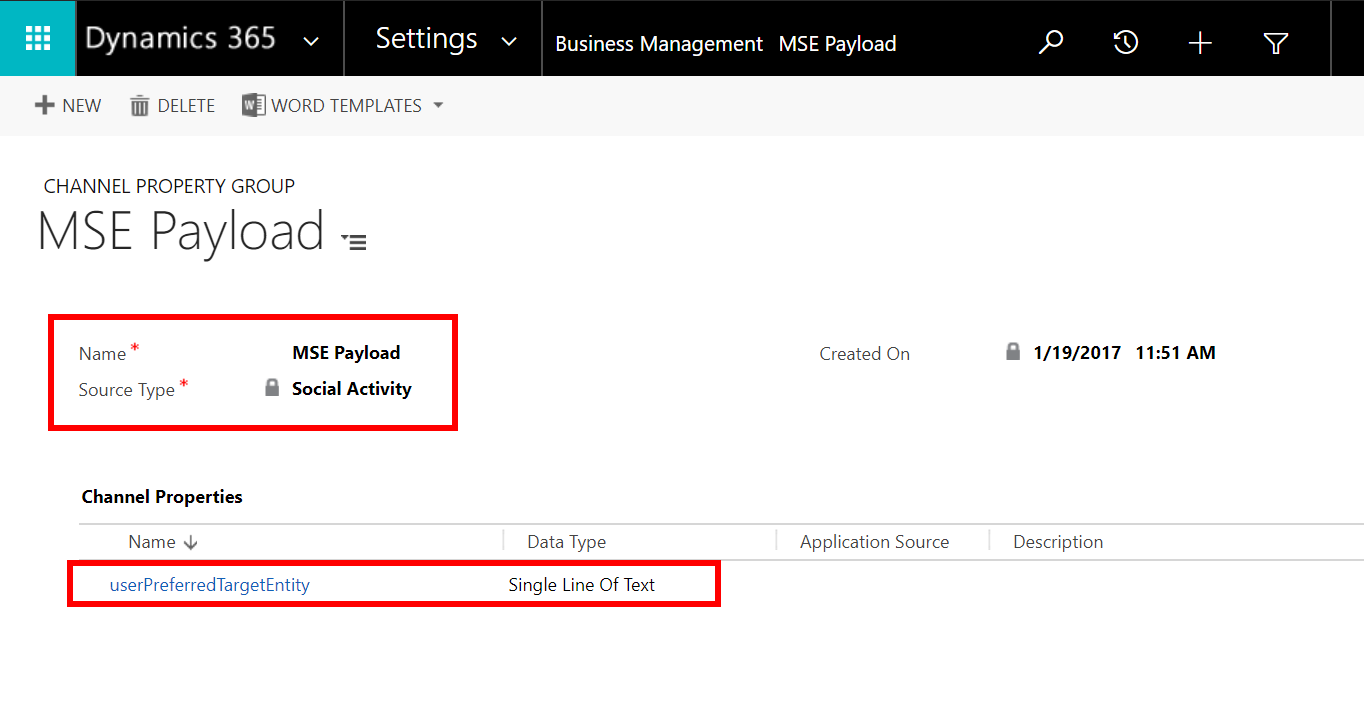 Dynamics 365 Settings Business Management MSE Payload
NEW DELETE WORD TEMPLATES
CHANNEL PROPERTY GROUP
MSE Payload
Name * MSE Payload Created On 1/19/2017 11:51 AM
Source Type * Social Activity
Channel Properties
Name Data Type Application Source Description
userPreferredTargetEntity Single Line Of Text